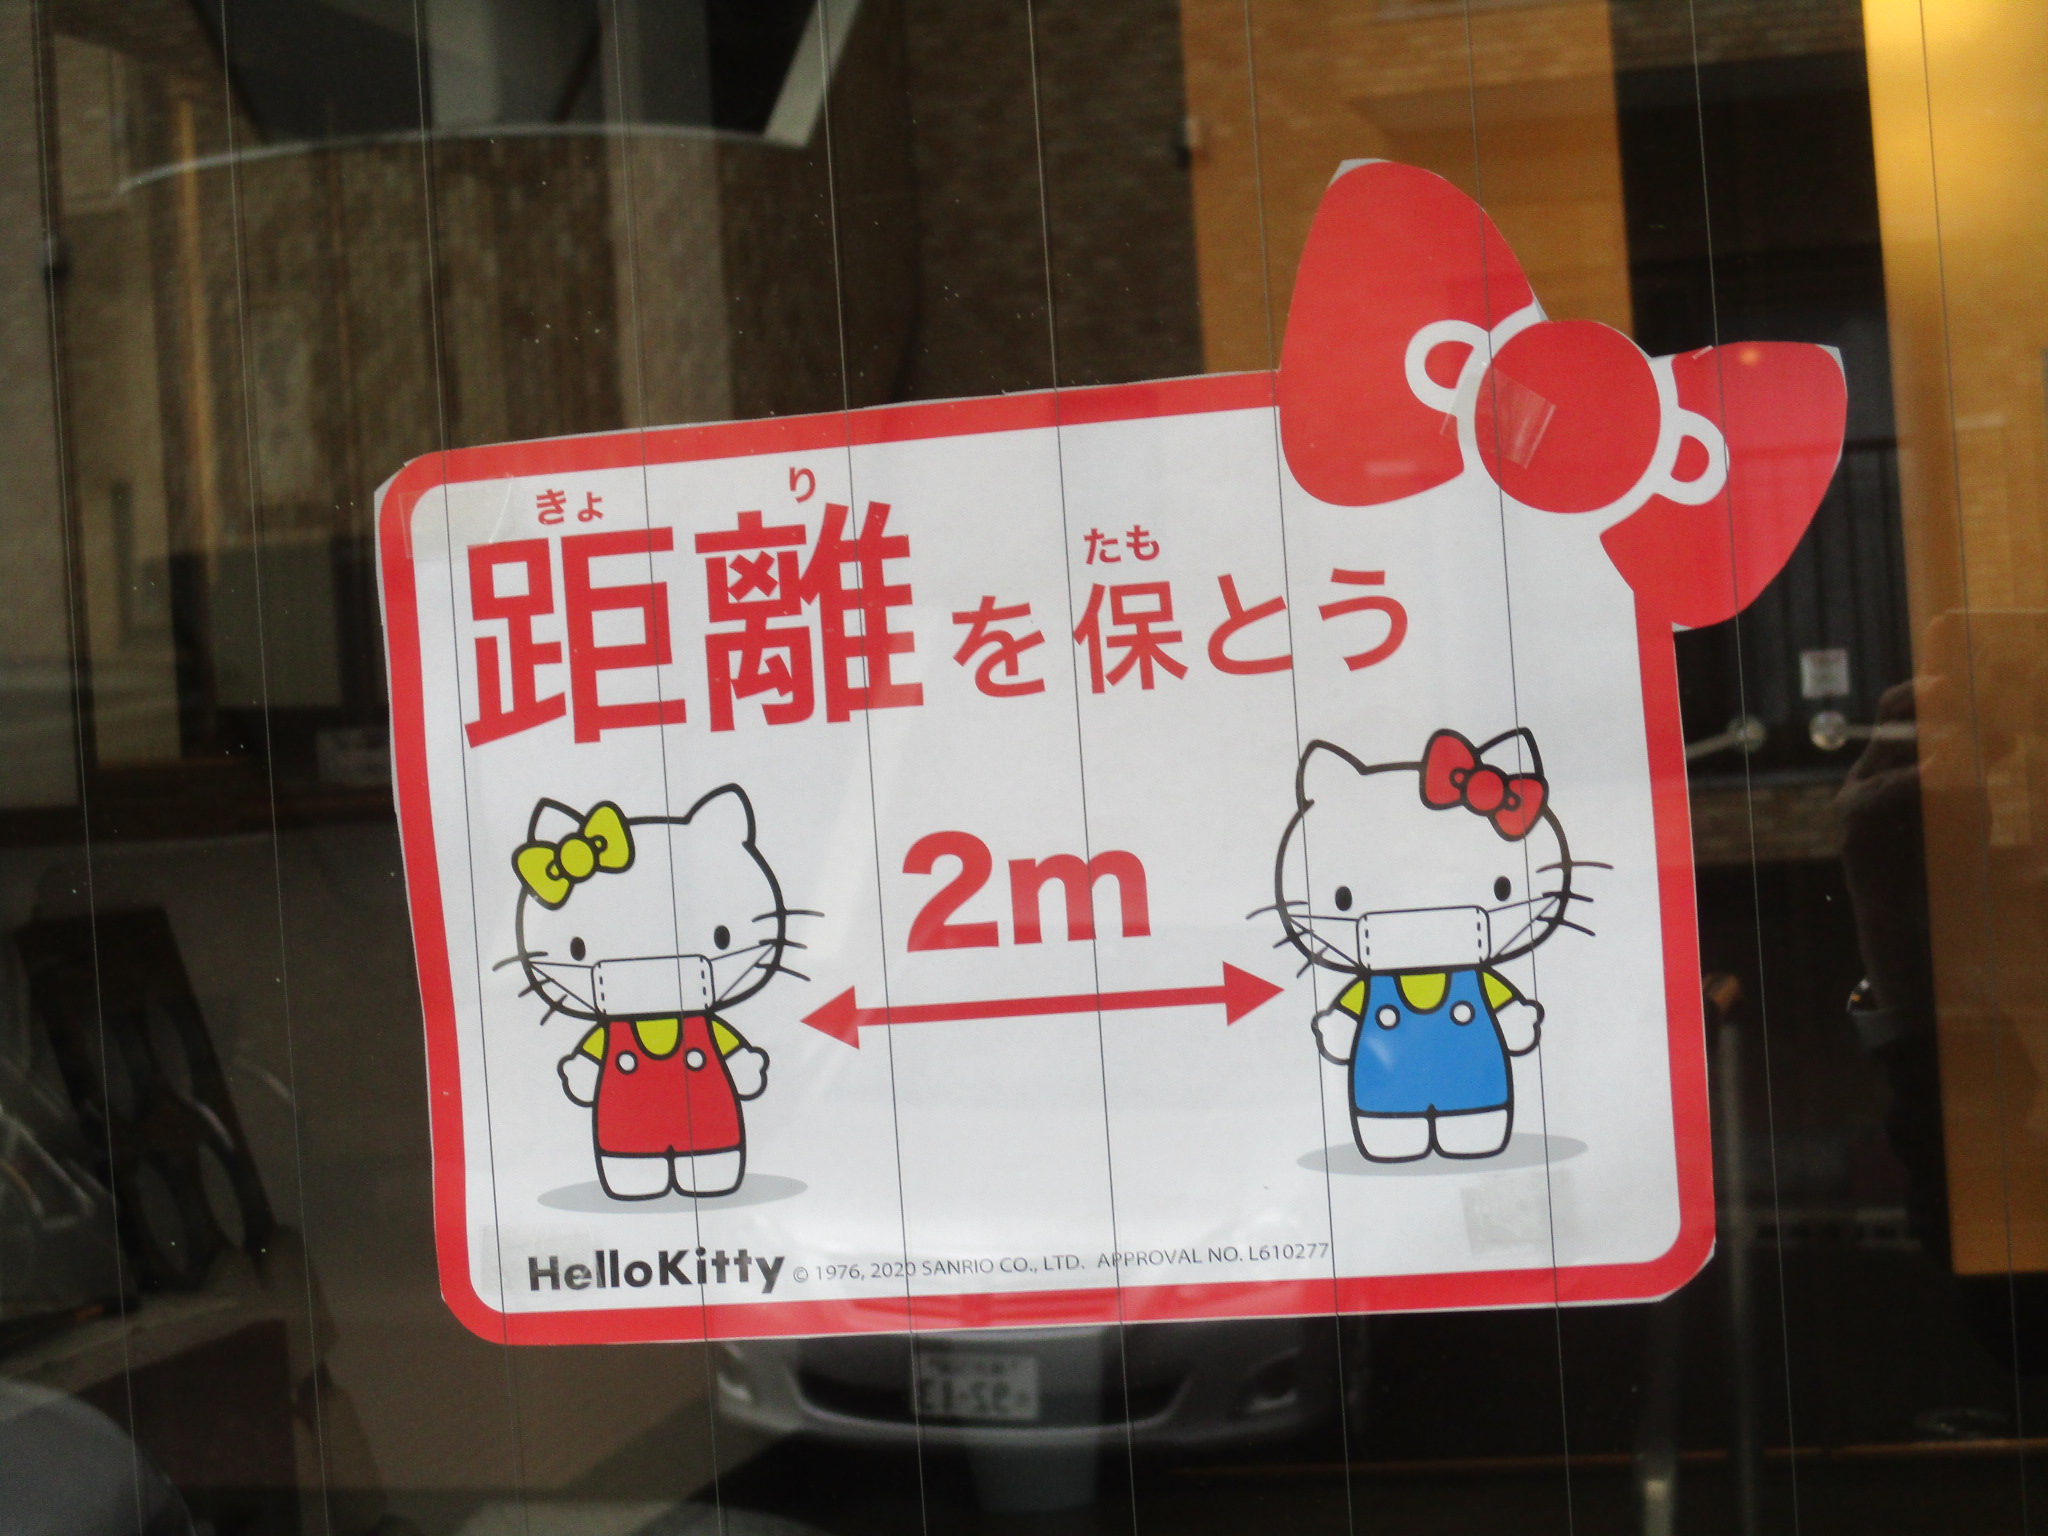 きょ り
距離を保とう
たも
2m
HelloKitty © 1976, 2020 SANRIO CO., LTD. APPROVAL NO. L610277